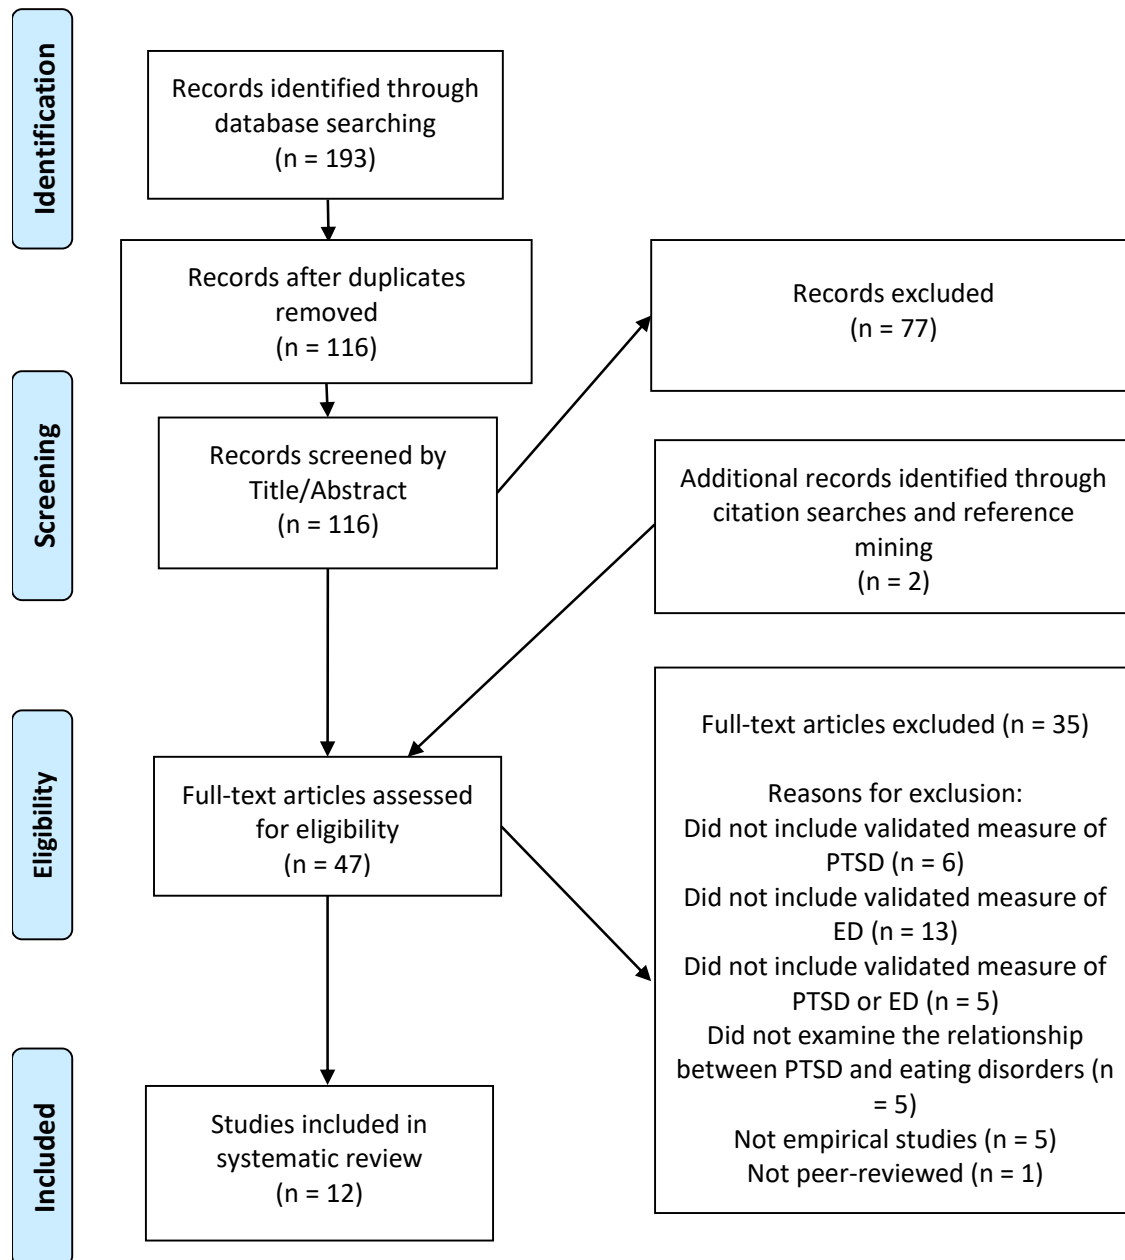 Identification
Records identified through
database searching
(n = 193)
Records after duplicates
removed
(n = 116)
Records excluded
(n = 77)
Screening
Records screened by
Title/Abstract
(n = 116)
Additional records identified through
citation searches and reference
mining
(n = 2)
Eligibility
Full-text articles assessed
for eligibility
(n = 47)
Full-text articles excluded (n = 35)
Reasons for exclusion:
Did not include validated measure of
PTSD (n = 6)
Did not include validated measure of
ED (n = 13)
Did not include validated measure of
PTSD or ED (n = 5)
Did not examine the relationship
between PTSD and eating disorders (n
= 5)
Not empirical studies (n = 5)
Not peer-reviewed (n = 1)
Included
Studies included in
systematic review
(n = 12)